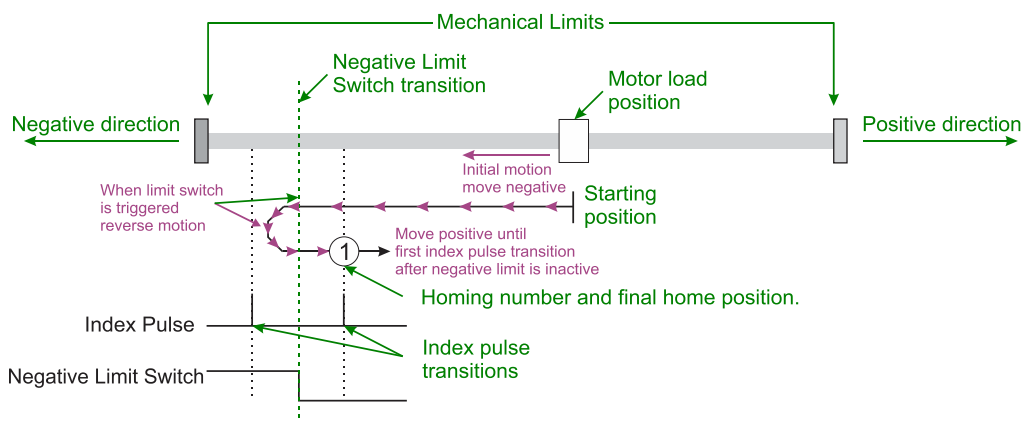 Mechanical Limits
Negative Limit
Switch transition
Motor load
position
Negative direction
Positive direction
Initial motion
move negative
When limit switch
is triggered
reverse motion
Starting
position
1
Move positive until
first index pulse transition
after negative limit is inactive
Homing number and final home position.
Index Pulse
Index pulse
transitions
Negative Limit Switch